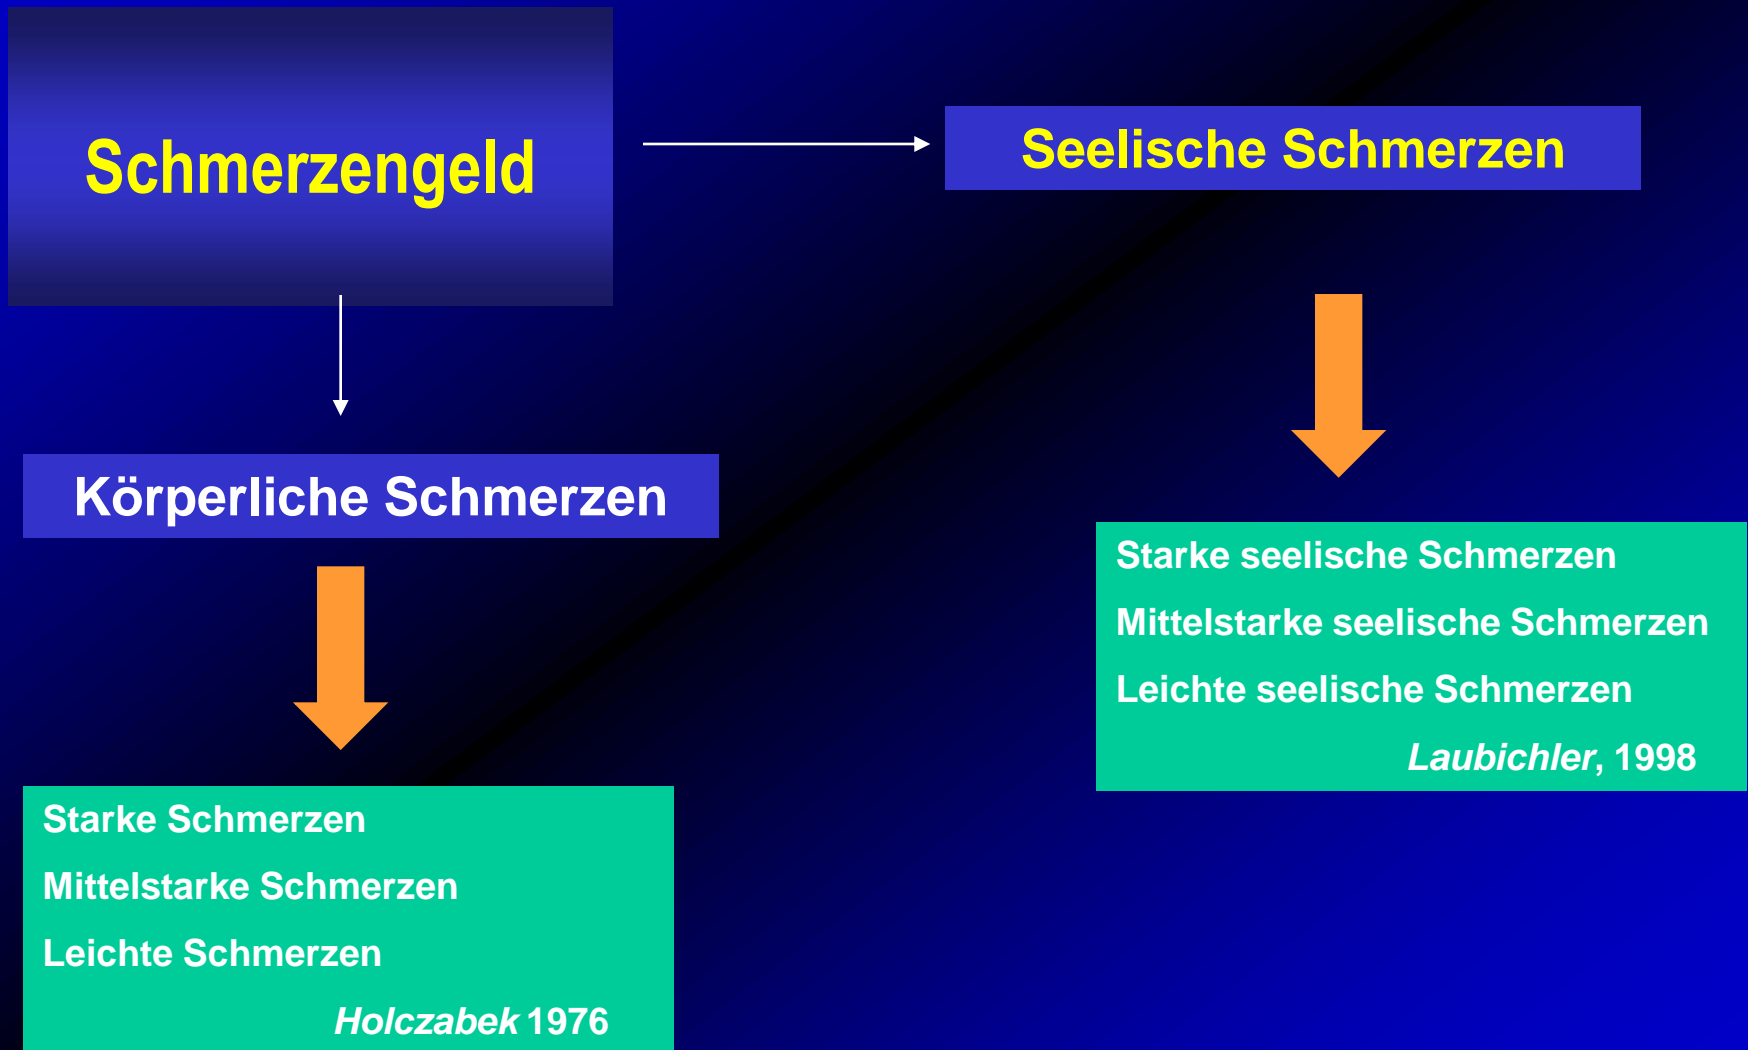 Schmerzengeld
Seelische Schmerzen
Körperliche Schmerzen
Starke seelische Schmerzen
Mittelstarke seelische Schmerzen
Leichte seelische Schmerzen
Laubichler, 1998
Starke Schmerzen
Mittelstarke Schmerzen
Leichte Schmerzen
Holczabek 1976